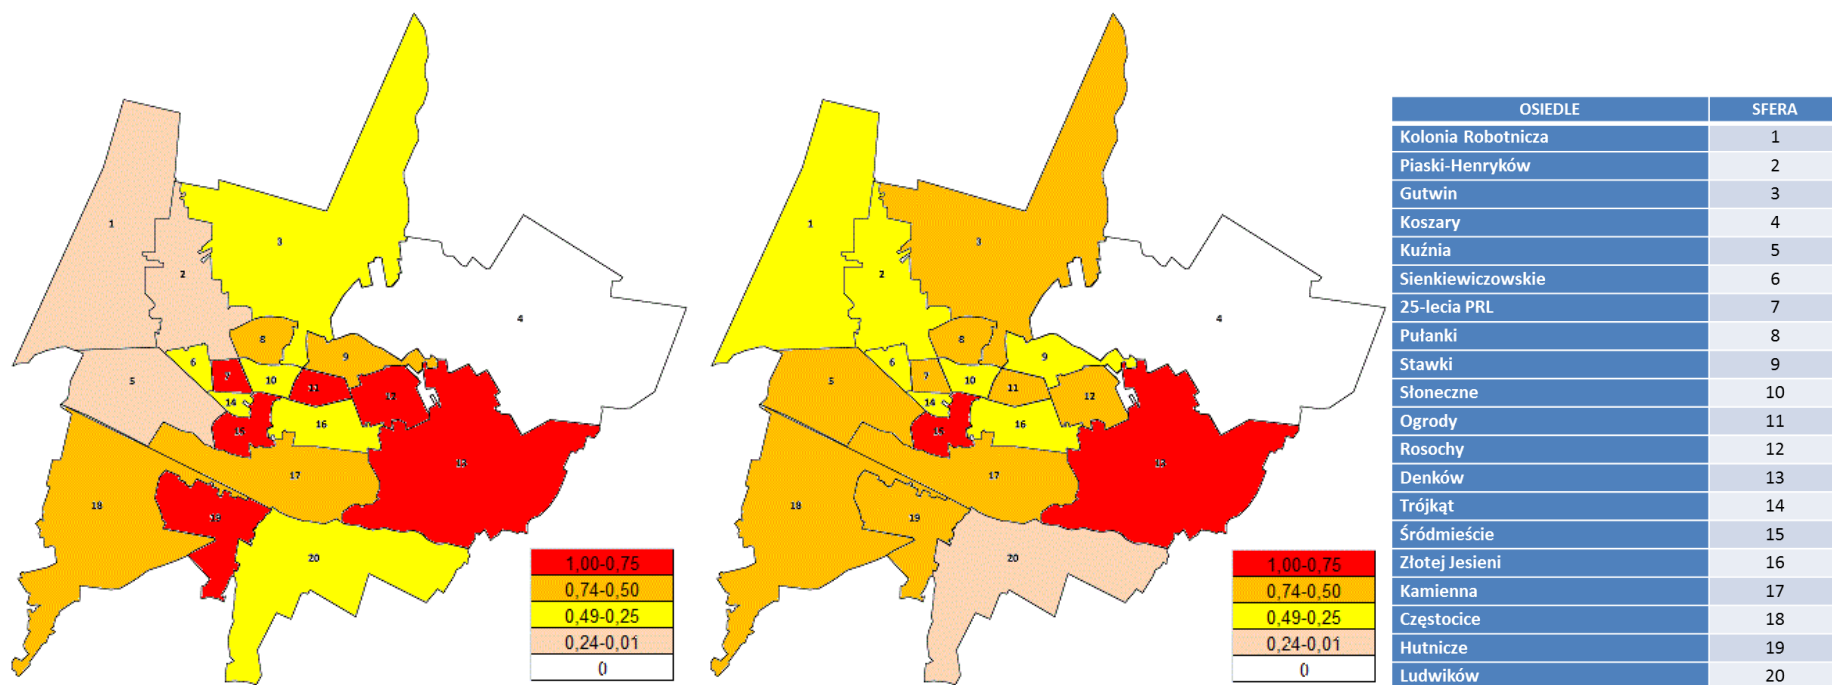 1
2
3
4
5
6
8
9
10
11
12
14
15
16
17
18
20
1,00-0,75
0,74-0,50
0,49-0,25
0,24-0,01
0
1
2
3
4
5
6
7
8
9
10
11
12
14
15
16
17
18
19
20
1,00-0,75
0,74-0,50
0,49-0,25
0,24-0,01
0
OSIEDLE SFERA
Kolonia Robotnicza 1
Piaski-Henryków 2
Gutwin 3
Koszary 4
Kuźnia 5
Sienkiewiczowskie 6
25-lecia PRL 7
Pułanki 8
Stawki 9
Słoneczne 10
Ogrody 11
Rosochy 12
Denków 13
Trójkąt 14
Śródmieście 15
Złotej Jesieni 16
Kamienna 17
Częstocice 18
Hutnicze 19
Ludwików 20